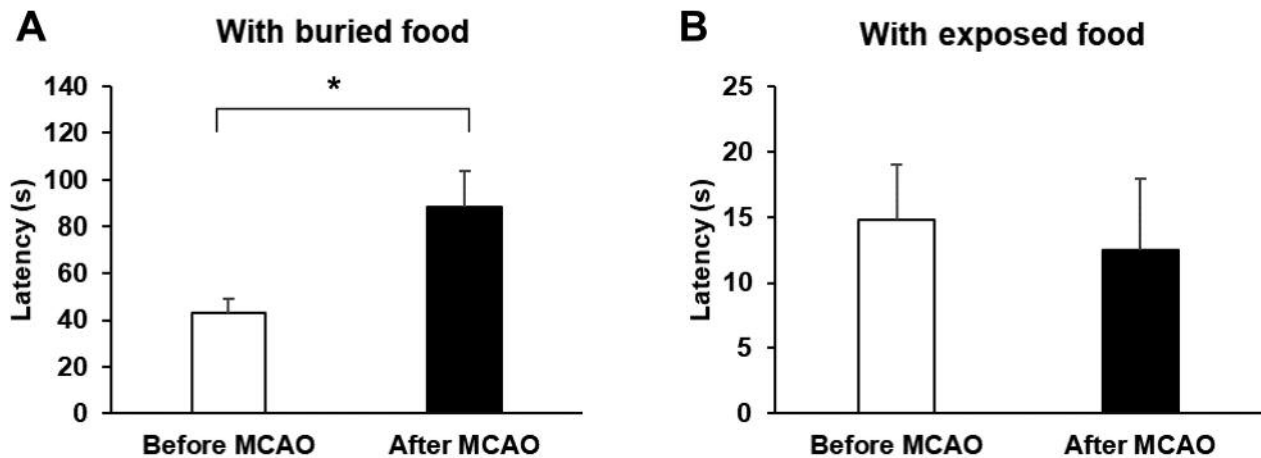 A
With buried food
Latency (s)
140
120
100
80
60
40
20
0
*
Before MCAO
After MCAO
B
With exposed food
Latency (s)
25
20
15
10
5
0
Before MCAO
After MCAO